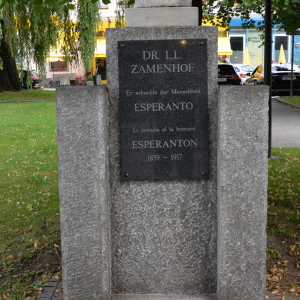 DR. L.L.
ZAMENHOF
Er schenkte der Menschheit
ESPERANTO
Li donacis al la homaro
ESPERANTON
1859 - 1917